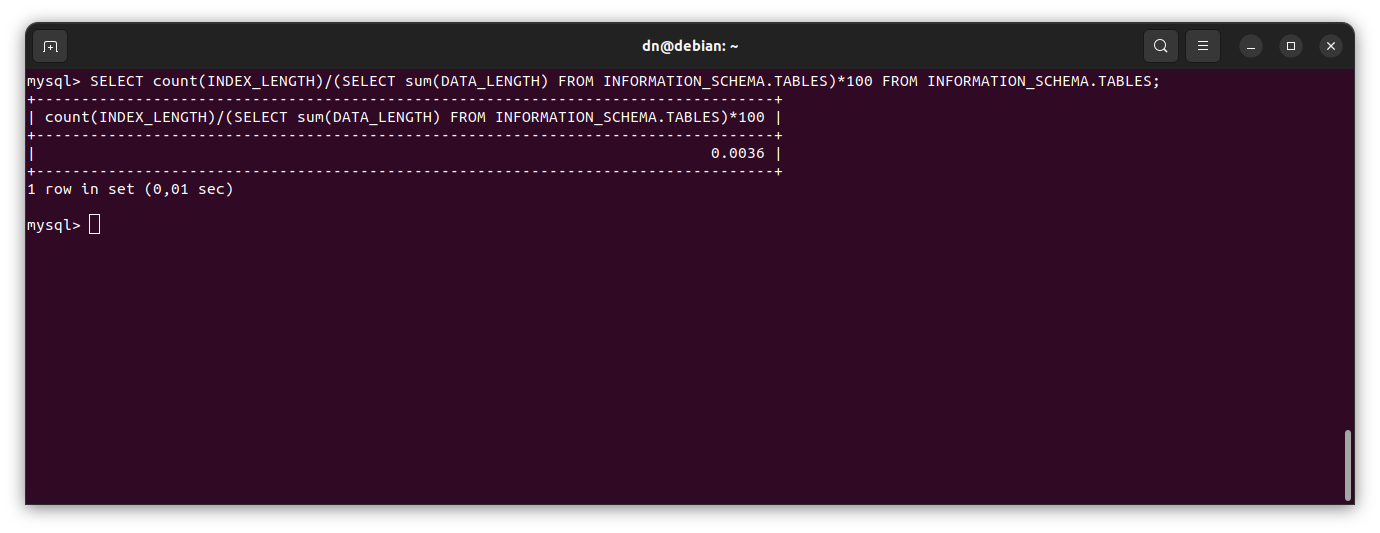 dn@debian: ~
mysql> SELECT count(INDEX_LENGTH)/(SELECT sum(DATA_LENGTH) FROM INFORMATION_SCHEMA.TABLES)*100 FROM INFORMATION_SCHEMA.TABLES;
+----------------------------------------------------------------------------------+
| count(INDEX_LENGTH)/(SELECT sum(DATA_LENGTH) FROM INFORMATION_SCHEMA.TABLES)*100 |
+----------------------------------------------------------------------------------+
|                                                                           0.0036 |
+----------------------------------------------------------------------------------+
1 row in set (0,01 sec)
mysql>